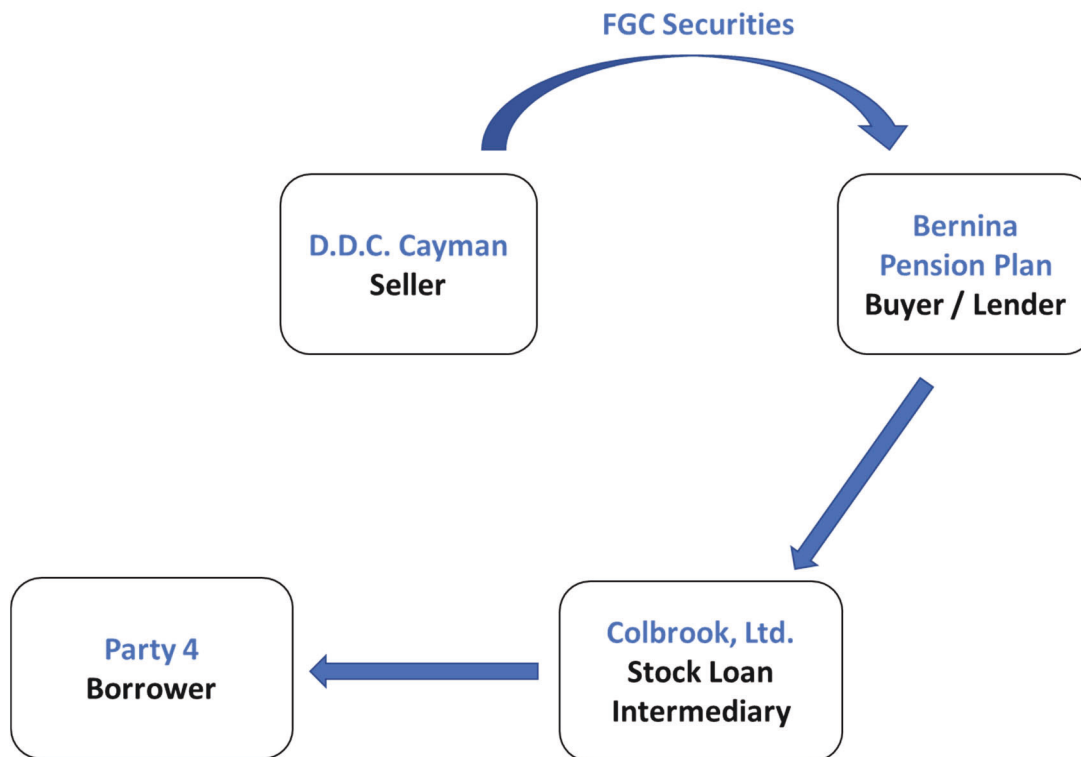 FGC Securities
D.D.C. Cayman
Seller
Bernina
Pension Plan
Buyer / Lender
Party 4
Borrower
Colbrook, Ltd.
Stock Loan
Intermediary